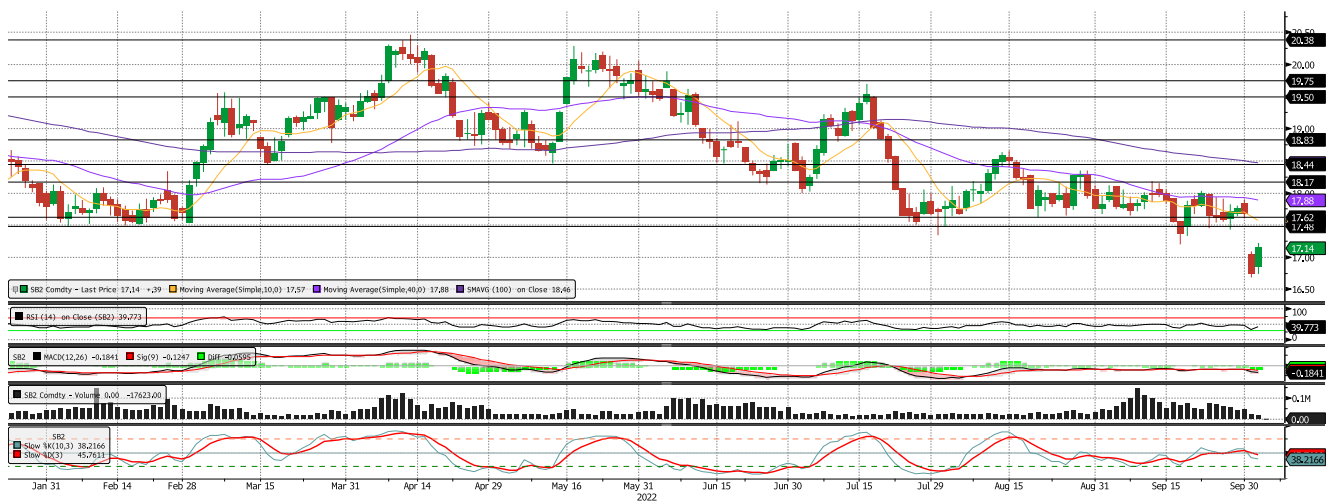 20.50
20.38
20.00
19.75
19.50
19.00
18.83
18.44
18.17
18.00
17.88
17.62
17.48
17.14
17.00
16.50
SB2 Comdty - Last Price 17.14 +.39 Moving Average(Simple,10,0) 17.57 Moving Average(Simple,40,0) 17.88 SMAVG (100) on Close 18.46
RSI (14) on Close (SB2) 39.773
100
39.773
0
SB2 MACD(12,26) -0.1841 Sig(9) -0.1247 Diff -0.0595
-0.1841
SB2 Comdty - Volume 0.00 -17623.00
0.1M
0.00
SB2
Slow %K(10,3) 38.2166
Slow %D(3) 45.7611
38.2166
Jan 31 Feb 14 Feb 28 Mar 15 Mar 31 Apr 14 Apr 29 May 16 May 31 Jun 15 Jun 30 Jul 15 Jul 29 Aug 15 Aug 31 Sep 15 Sep 30
2022